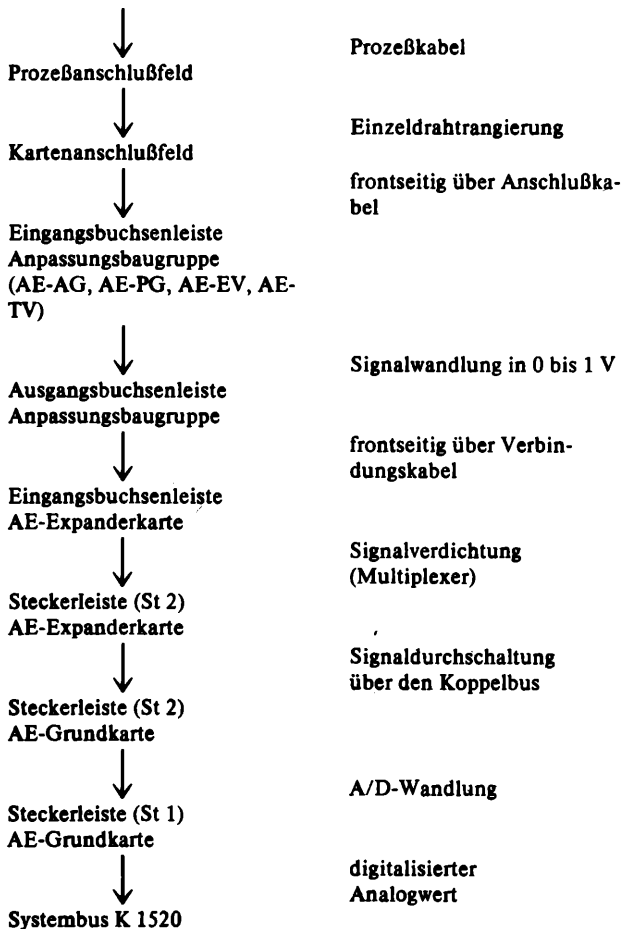 Prozeßkabel
Prozeßanschlußfeld
Einzeldrahtrangierung
Kartenanschlußfeld
frontseitig über Anschlußka-
bel
Eingangsbuchsenleiste
Anpassungsbaugruppe
(AE-AG, AE-PG, AE-EV, AE-
TV)
Signalwandlung in 0 bis 1 V
Ausgangsbuchsenleiste
Anpassungsbaugruppe
frontseitig über Verbin-
dungskabel
Eingangsbuchsenleiste
AE-Expanderkarte
Signalverdichtung
(Multiplexer)
Steckerleiste (St 2)
AE-Expanderkarte
Signaldurchschaltung
über den Koppelbus
Steckerleiste (St 2)
AE-Grundkarte
A/D-Wandlung
Steckerleiste (St 1)
AE-Grundkarte
digitalisierter
Analogwert
Systembus K 1520